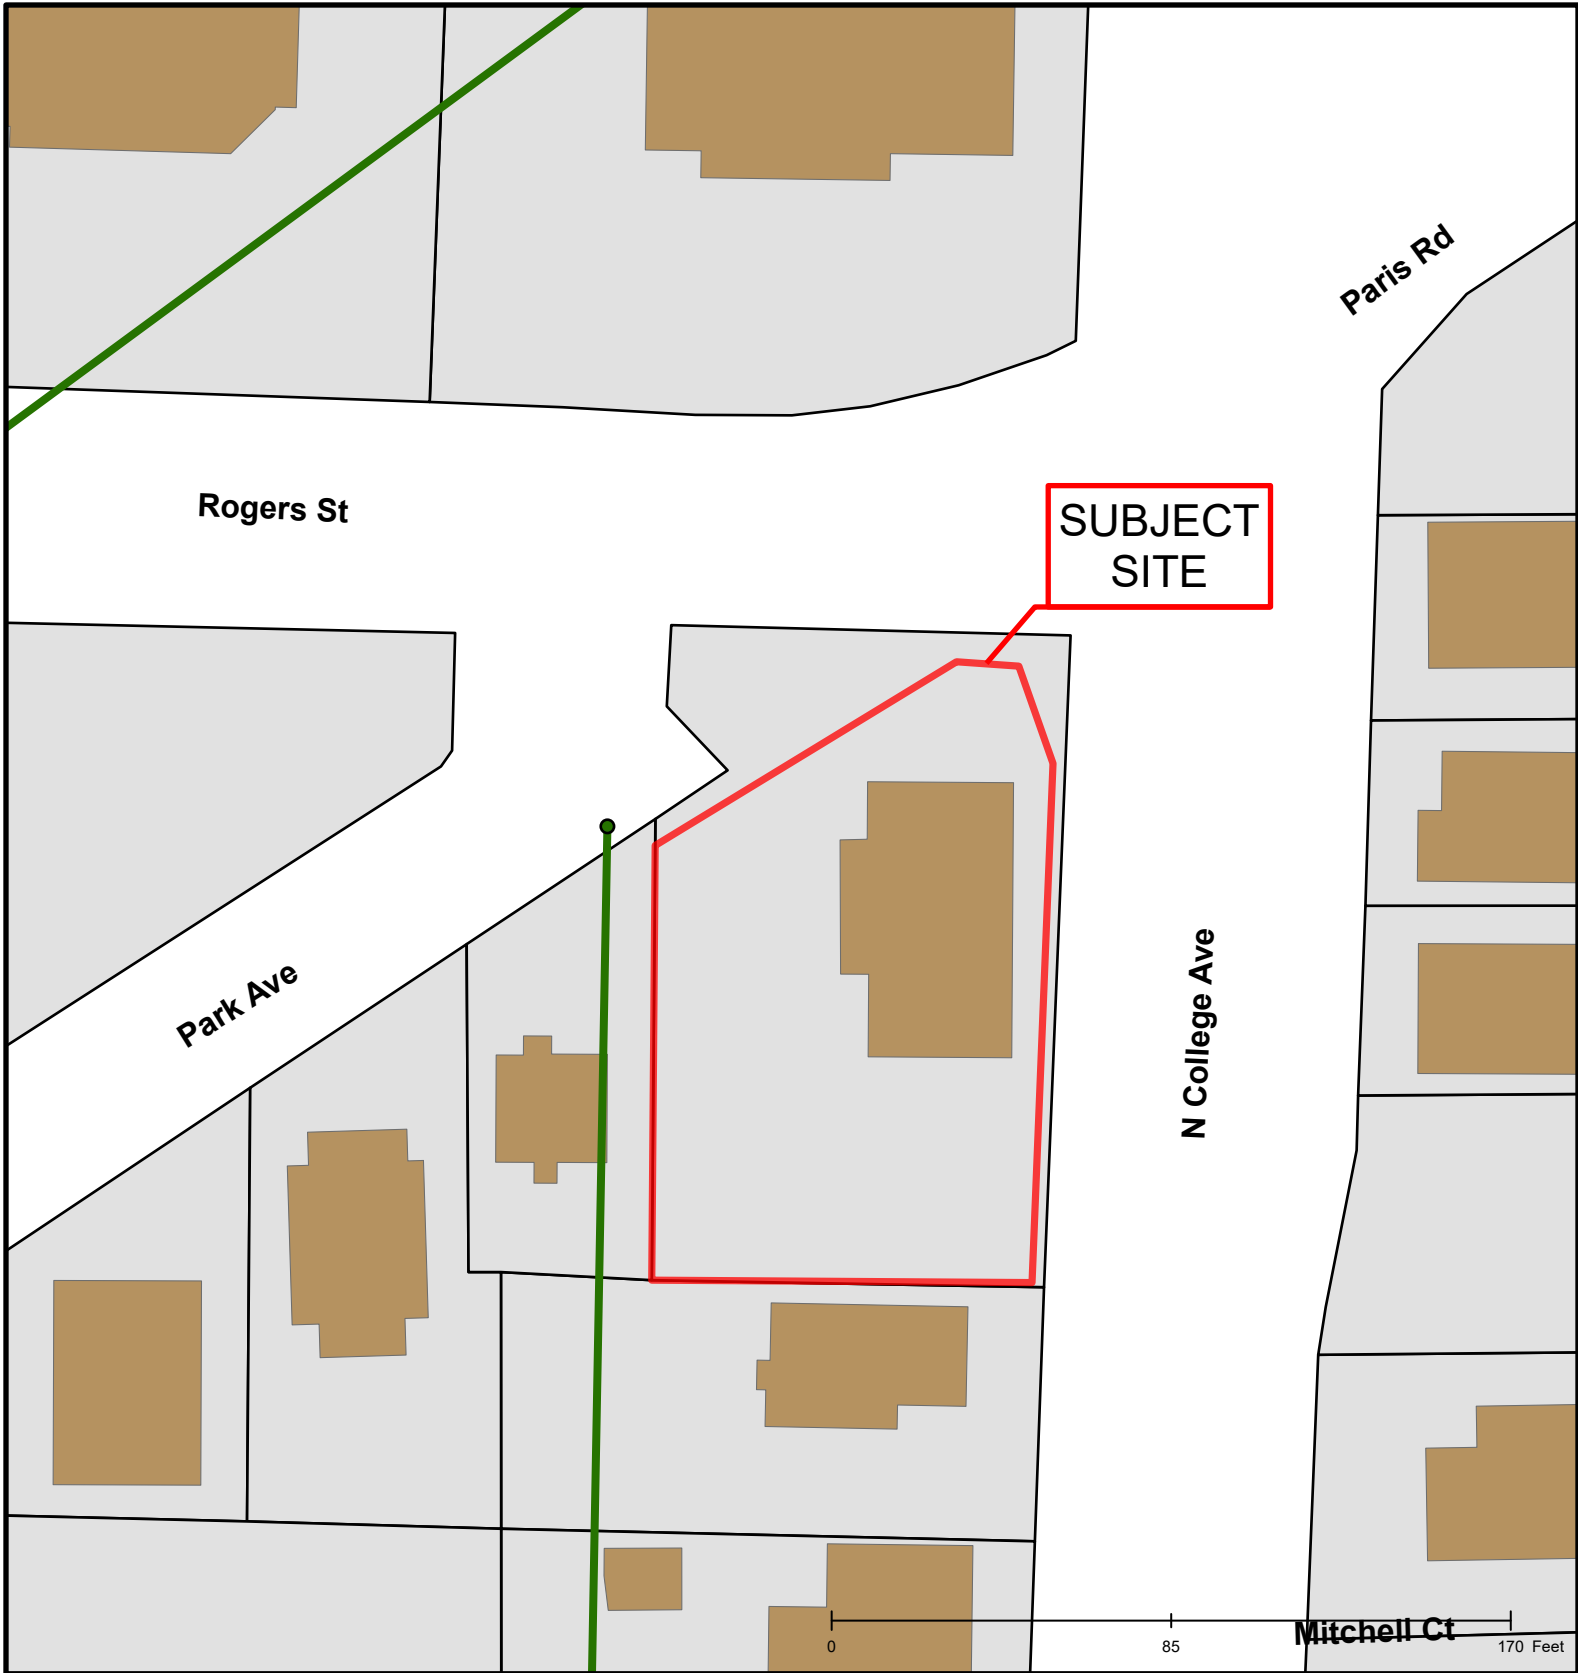 Paris Rd
Rogers St
SUBJECT
SITE
Park Ave
N College Ave
Mitchell Ct
0 85 170 Feet